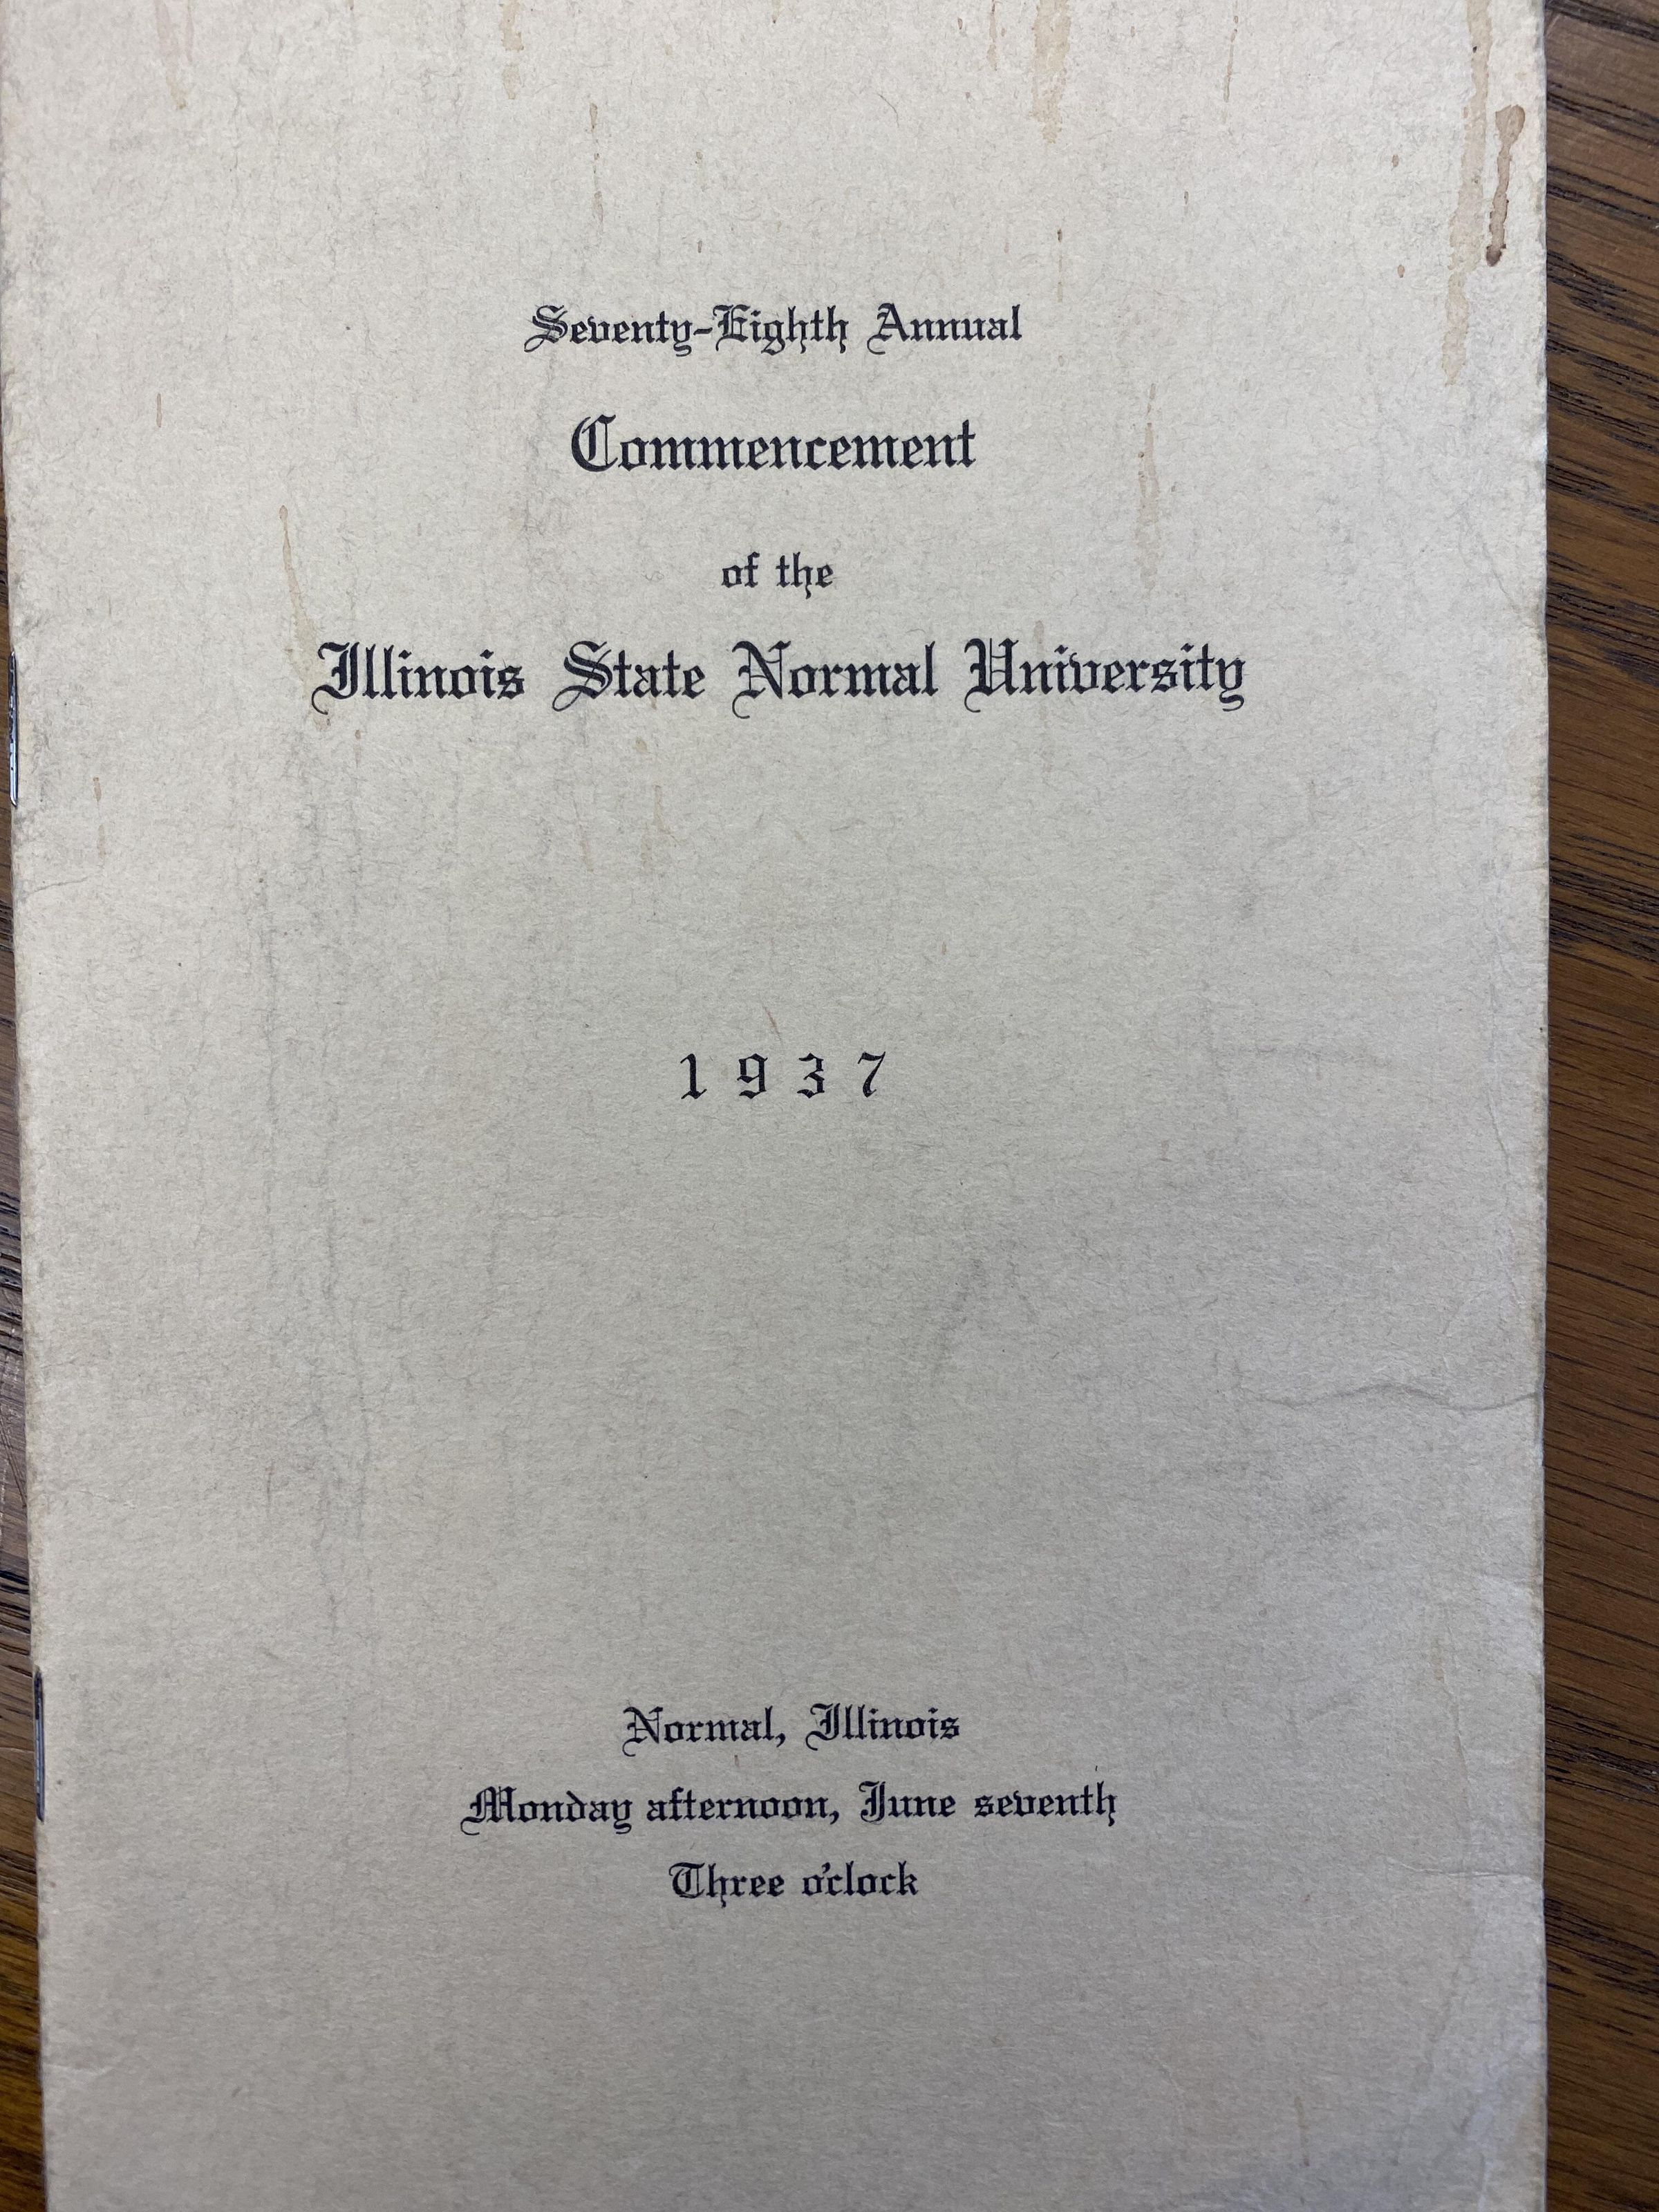 Seventy-Eighth Annual
Commencement
of the
Illinois State Normal University
1937
Normal, Illinois
Monday afternoon, June seventh
Three o'clock